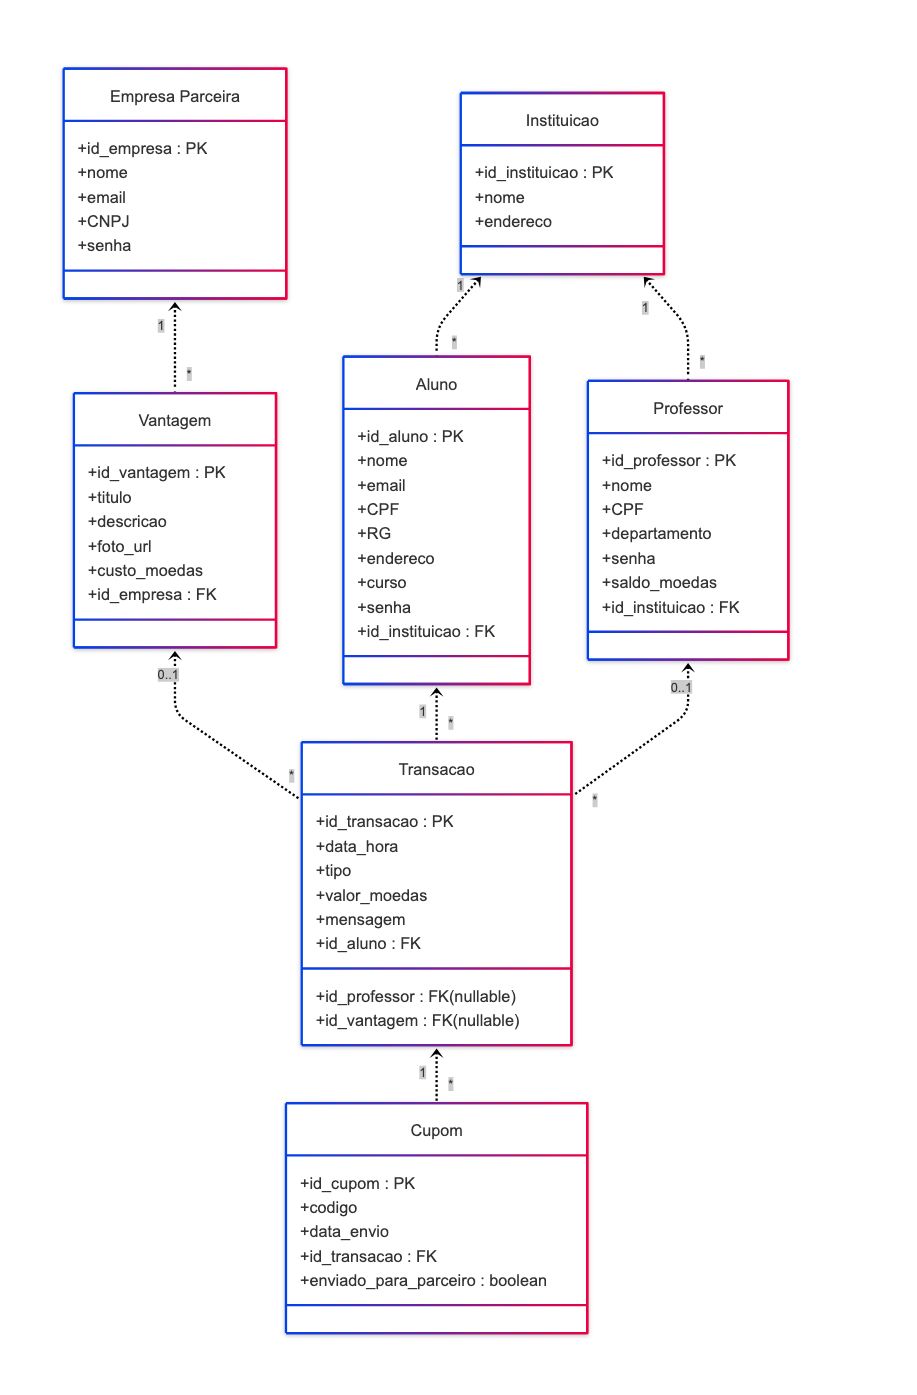 Empresa Parceira
+id_empresa : PK
+nome
+email
+CNPJ
+senha
Instituicao
+id_instituicao : PK
+nome
+endereco
1
*
1
*
1
*
Vantagem
+id_vantagem : PK
+titulo
+descricao
+foto_url
+custo_moedas
+id_empresa : FK
Aluno
+id_aluno : PK
+nome
+email
+CPF
+RG
+endereco
+curso
+senha
+id_instituicao : FK
Professor
+id_professor : PK
+nome
+CPF
+departamento
+senha
+saldo_moedas
+id_instituicao : FK
0..1
*
1
*
0..1
*
Transacao
+id_transacao : PK
+data_hora
+tipo
+valor_moedas
+mensagem
+id_aluno : FK
+id_professor : FK(nullable)
+id_vantagem : FK(nullable)
1
*
Cupom
+id_cupom : PK
+codigo
+data_envio
+id_transacao : FK
+enviado_para_parceiro : boolean